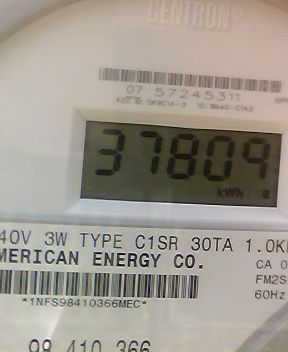 CENTRON®
07 57245311
37809
kWh
40V 3W TYPE C1SR 30TA 1.0K
MERICAN ENERGY CO.
CA 0
FM2S
60Hz
*1NFS98410366MEC*
98 410 366